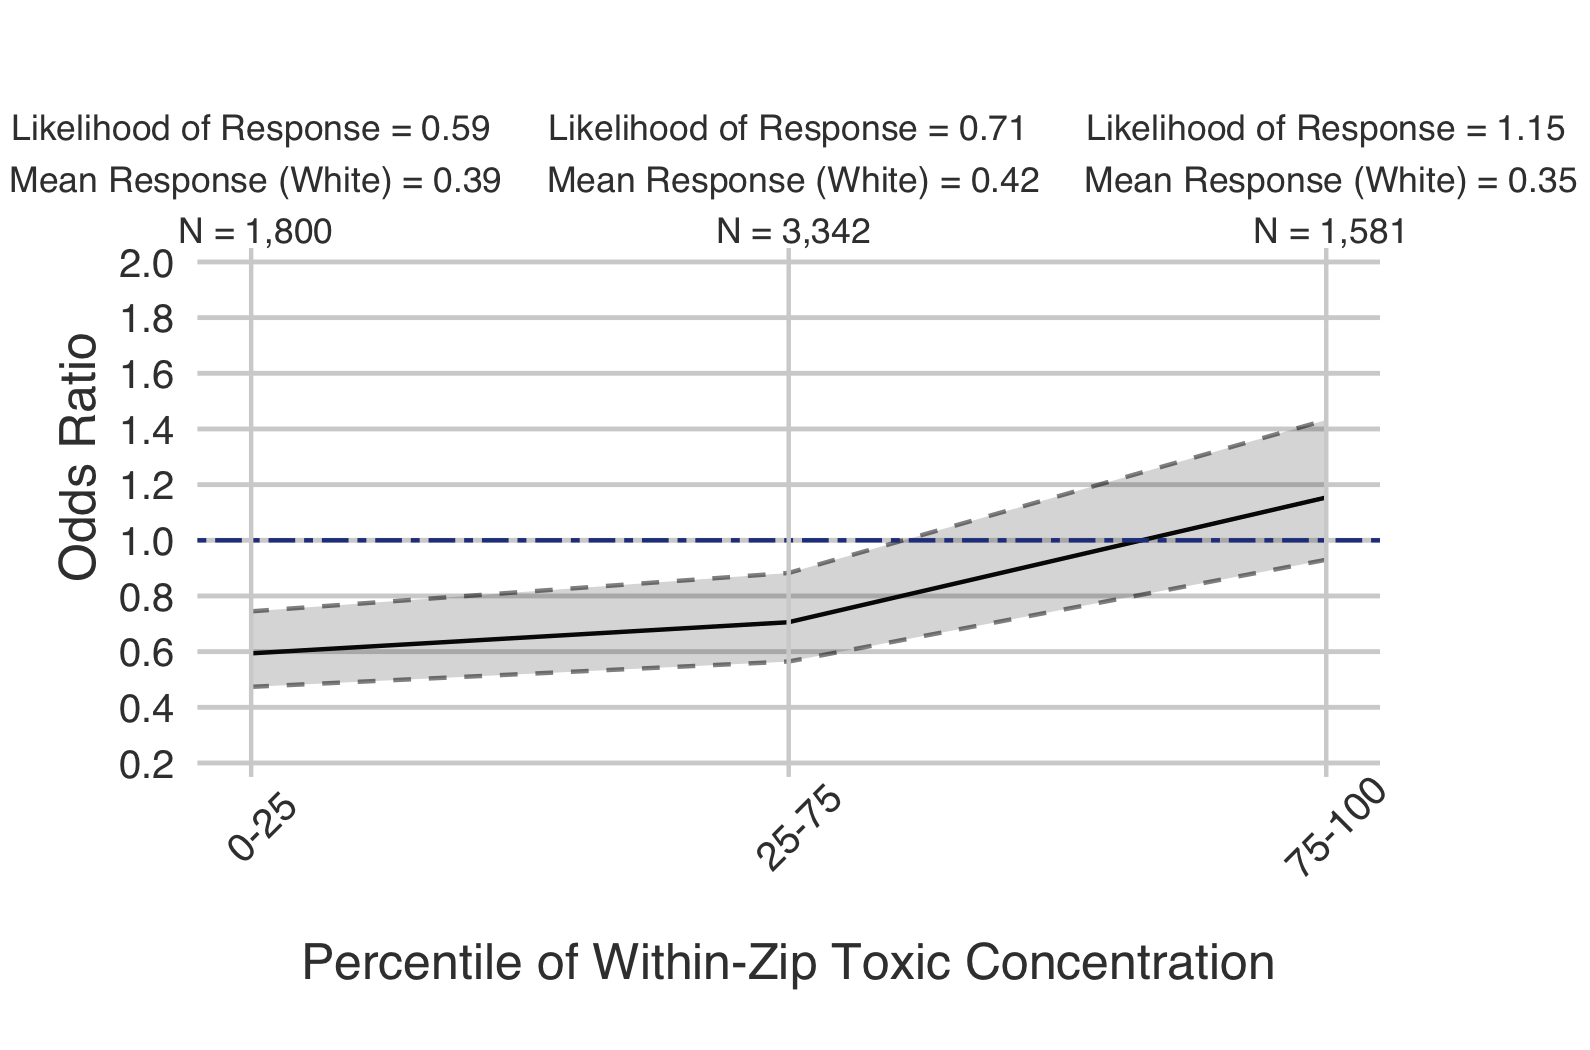 Likelihood of Response = 0.59 Likelihood of Response = 0.71 Likelihood of Response = 1.15
Mean Response (White) = 0.39 Mean Response (White) = 0.42 Mean Response (White) = 0.35
N = 1,800 N = 3,342 N = 1,581
2.0
1.8
1.6
1.4
1.2
1.0
0.8
0.6
0.4
0.2
Odds Ratio
0-25 25-75 75-100
Percentile of Within-Zip Toxic Concentration